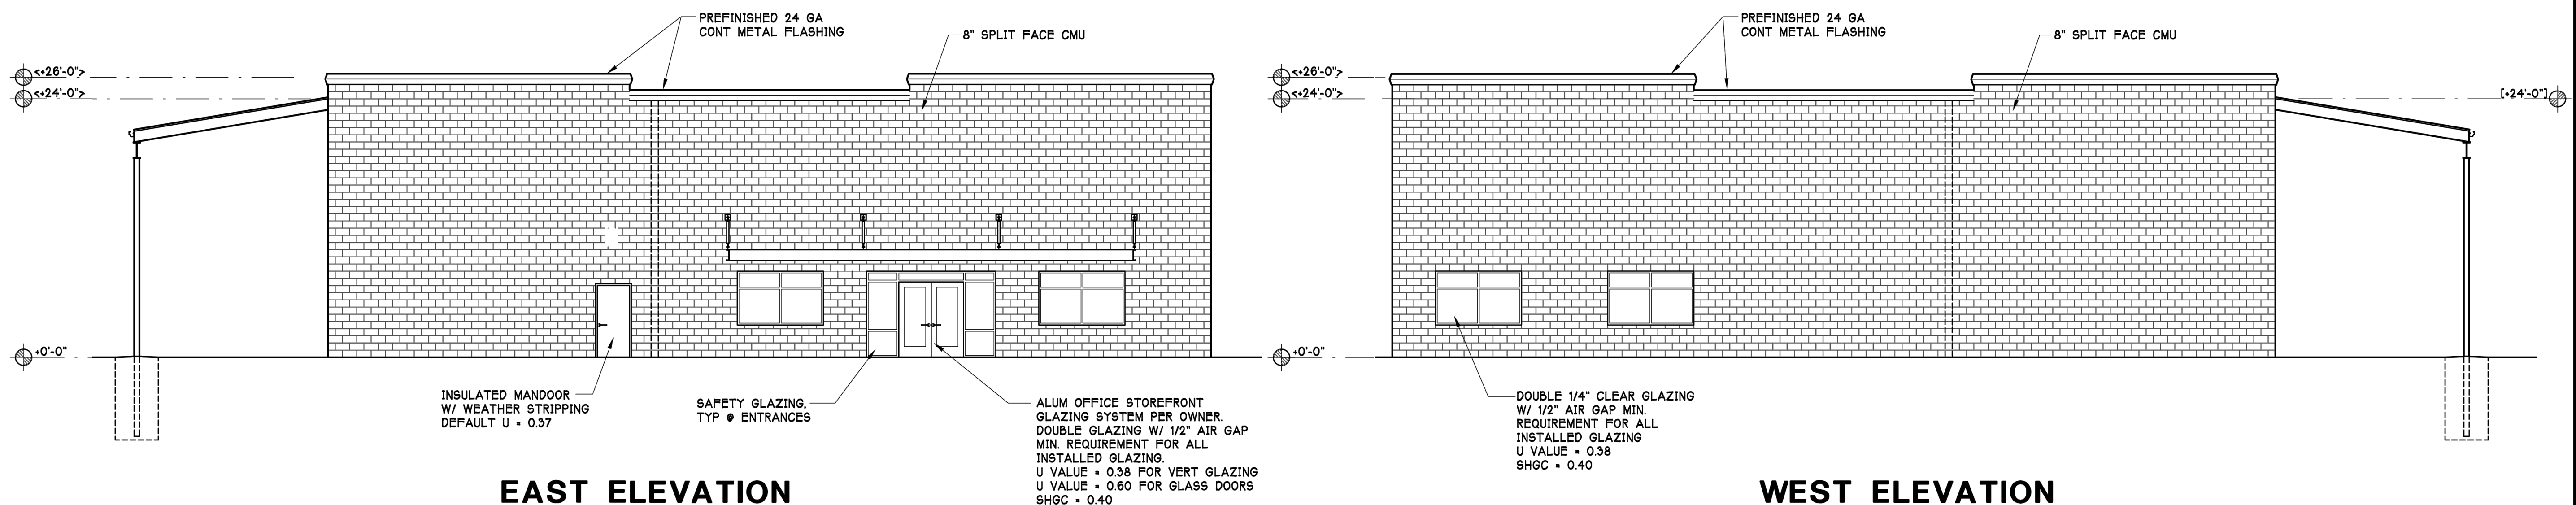 PREFINISHED 24 GA
CONT METAL FLASHING
8" SPLIT FACE CMU
<+26'-0">
<+24'-0">
+0'-0"
INSULATED MANDOOR
W/ WEATHER STRIPPING
DEFAULT U = 0.37
SAFETY GLAZING,
TYP @ ENTRANCES
ALUM OFFICE STOREFRONT
GLAZING SYSTEM PER OWNER.
DOUBLE GLAZING W/ 1/2" AIR GAP
MIN. REQUIREMENT FOR ALL
INSTALLED GLAZING.
U VALUE = 0.38 FOR VERT GLAZING
U VALUE = 0.60 FOR GLASS DOORS
SHGC = 0.40
EAST ELEVATION
PREFINISHED 24 GA
CONT METAL FLASHING
8" SPLIT FACE CMU
<+26'-0">
<+24'-0">
[+24'-0"]
+0'-0"
DOUBLE 1/4" CLEAR GLAZING
W/ 1/2" AIR GAP MIN.
REQUIREMENT FOR ALL
INSTALLED GLAZING
U VALUE = 0.38
SHGC = 0.40
WEST ELEVATION